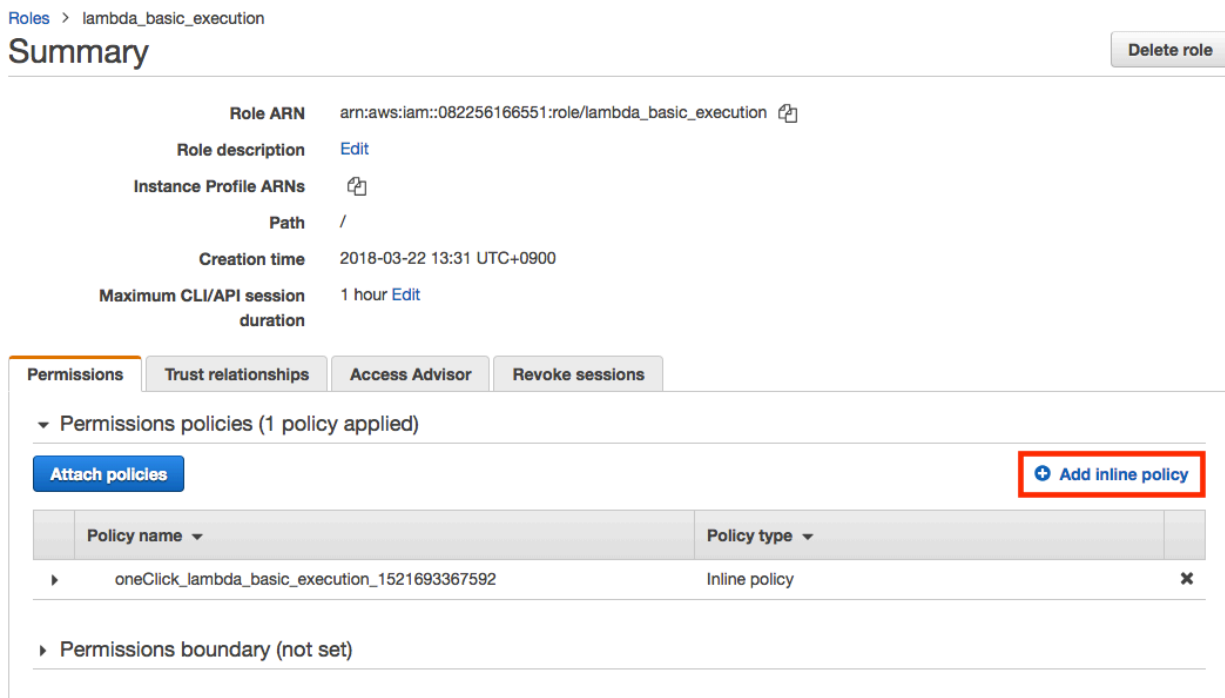 Roles > lambda_basic_execution
Summary
Delete role
Role ARN arn:aws:iam::082256166551:role/lambda_basic_execution
Role description Edit
Instance Profile ARNs
Path /
Creation time 2018-03-22 13:31 UTC+0900
Maximum CLI/API session 1 hour Edit
duration
Permissions Trust relationships Access Advisor Revoke sessions
Permissions policies (1 policy applied)
Attach policies Add inline policy
Policy name Policy type
oneClick_lambda_basic_execution_1521693367592 Inline policy
Permissions boundary (not set)